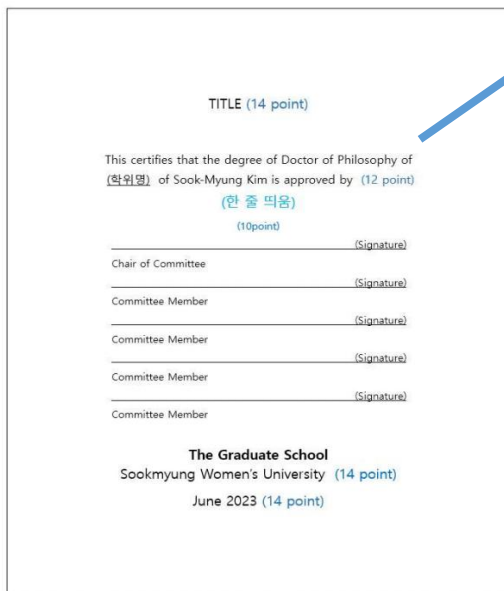 TITLE (14 point)
This certifies that the degree of Doctor of Philosophy of
(학위명) of Sook-Myung Kim is approved by (12 point)
(한 줄 띄움)
(10point)
(Signature)
Chair of Committee
(Signature)
Committee Member
(Signature)
Committee Member
(Signature)
Committee Member
(Signature)
Committee Member
The Graduate School
Sookmyung Women's University (14 point)
June 2023 (14 point)